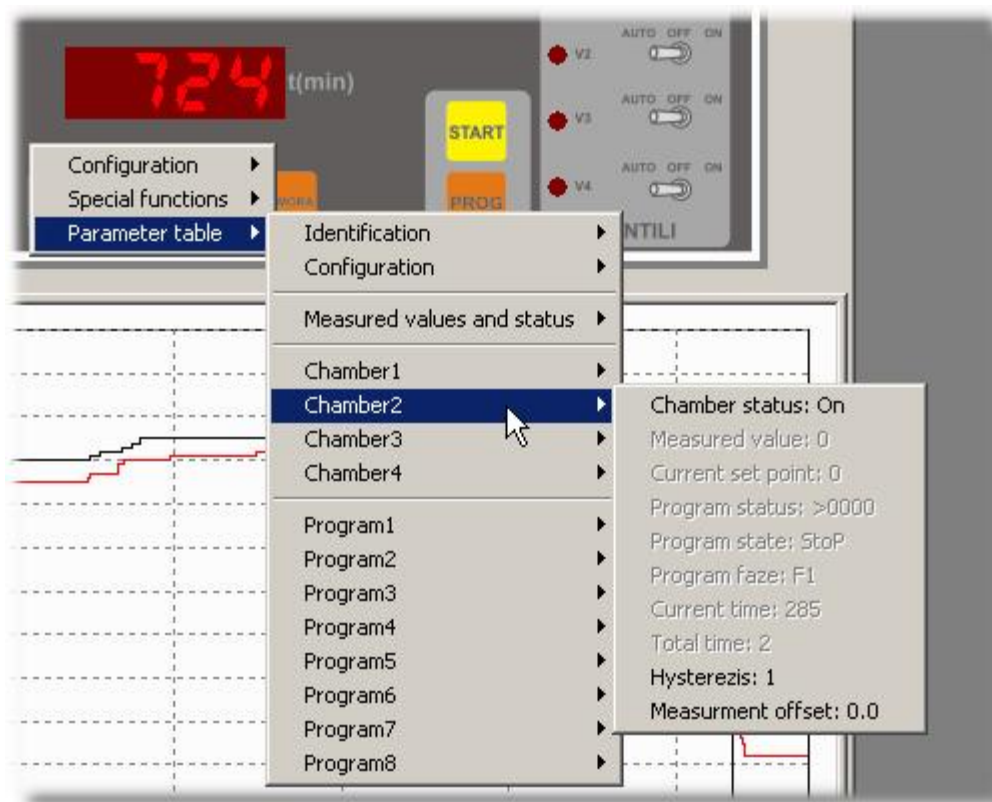 724
t(min)
AUTO OFF ON
V2
AUTO OFF ON
V3
AUTO OFF ON
V4
NTILI
START
PROG
Configuration
Special functions
Parameter table
Identification
Configuration
Measured values and status
Chamber1
Chamber2
Chamber3
Chamber4
Program1
Program2
Program3
Program4
Program5
Program6
Program7
Program8
Chamber status: On
Measured value: 0
Current set point: 0
Program status: >0000
Program state: StoP
Program faze: F1
Current time: 285
Total time: 2
Hysterezis: 1
Measurment offset: 0.0